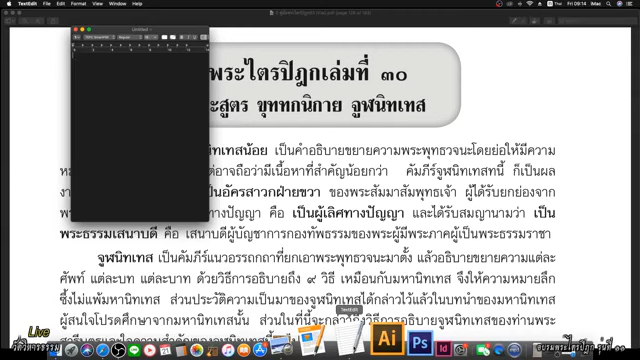 TextEdit File Edit Format View Window Help
Fri 09:14 iMac
Untitled
พระไตรปิฎกเล่มที่ ๓๐
ะสูตร ขุททกนิกาย จูฬนิทเทส
นิทเทสน้อย เป็นคำอธิบายขยายความพระพุทธวจนะโดยย่อให้มีความ
ต่อาจถือว่ามีเนื้อหาที่สำคัญน้อยกว่า คัมภีร์จูฬนิทเทสนี้ ก็เป็นผล
ป็นอัครสาวกฝ่ายขวา ของพระสัมมาสัมพุทธเจ้า ผู้ได้รับยกย่องจาก
ทางปัญญา คือ เป็นผู้เลิศทางปัญญา และได้รับสมญานามว่า เป็น
พระธรรมเสนาบดี คือ เสนาบดีผู้บัญชาการกองทัพธรรมของพระผู้มีพระภาคผู้เป็นพระธรรมราชา
จูฬนิทเทส เป็นคัมภีร์แนวอรรถกถาที่ยกเอาพระพุทธวจนะมาตั้ง แล้วอธิบายขยายความแต่ละ
ศัพท์ แต่ละบท แต่ละบาท ด้วยวิธีการอธิบายถึง ๙ วิธี เหมือนกับมหานิทเทส จึงให้ความหมายลึก
ซึ้งไม่แพ้มหานิทเทส ส่วนประวัติความเป็นมาของจูฬนิทเทสได้กล่าวไว้แล้วในบทนำของมหานิทเทส
ผู้สนใจโปรดศึกษาจากมหานิทเทสนั้น ส่วนในที่นี้จะกล่าวถึงวิธีการอธิบายจูฬนิทเทสของท่านพระ
TextEdit
Ai Ps Id
Live
อบรมพระไตรปิฎก รุ่นที่ ๑๑